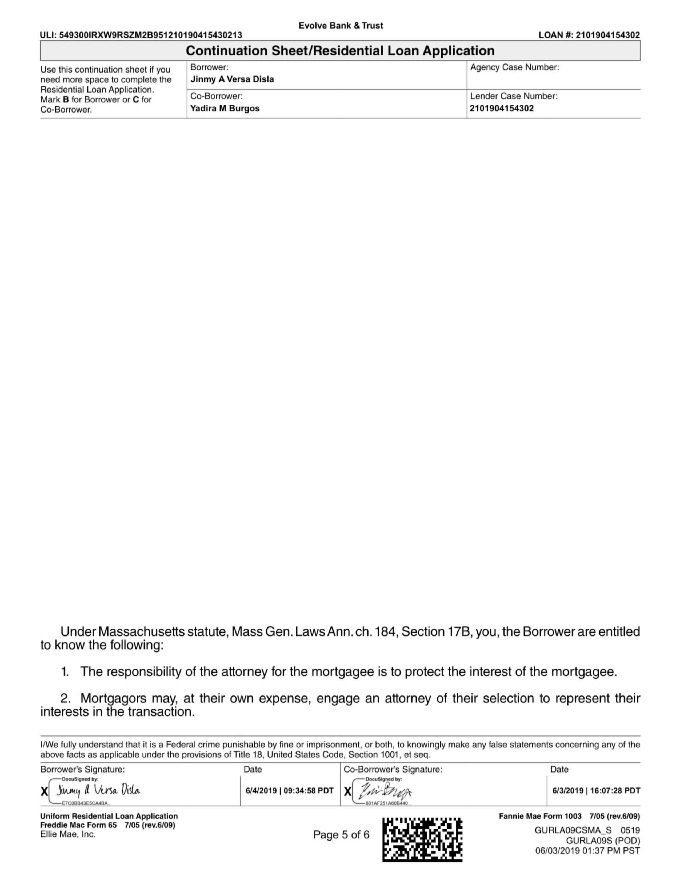 Evolve Bank & Trust
ULI: 549300IRXW9RSZM2B951210190415430213 LOAN #: 2101904154302
Continuation Sheet/Residential Loan Application
Use this continuation sheet if you
need more space to complete the
Residential Loan Application.
Mark B for Borrower or C for
Co-Borrower.
Borrower:
Jinmy A Versa Disla
Agency Case Number:
Co-Borrower:
Yadira M Burgos
Lender Case Number:
2101904154302
Under Massachusetts statute, Mass Gen. Laws Ann. ch. 184, Section 17B, you, the Borrower are entitled
to know the following:
1. The responsibility of the attorney for the mortgagee is to protect the interest of the mortgagee.
2. Mortgagors may, at their own expense, engage an attorney of their selection to represent their
interests in the transaction.
I/We fully understand that it is a Federal crime punishable by fine or imprisonment, or both, to knowingly make any false statements concerning any of the
above facts as applicable under the provisions of Title 18, United States Code, Section 1001, et seq.
Borrower's Signature: Date Co-Borrower's Signature: Date
DocuSigned by: DocuSigned by:
X Jinmy A Versa Disla 6/4/2019 | 09:34:58 PDT X 6/3/2019 | 16:07:28 PDT
Uniform Residential Loan Application
Freddie Mac Form 65 7/05 (rev.6/09)
Ellie Mae, Inc.
Page 5 of 6
Fannie Mae Form 1003 7/05 (rev.6/09)
GURLA09CSMA_S 0519
GURLA09S (POD)
06/03/2019 01:37 PM PST